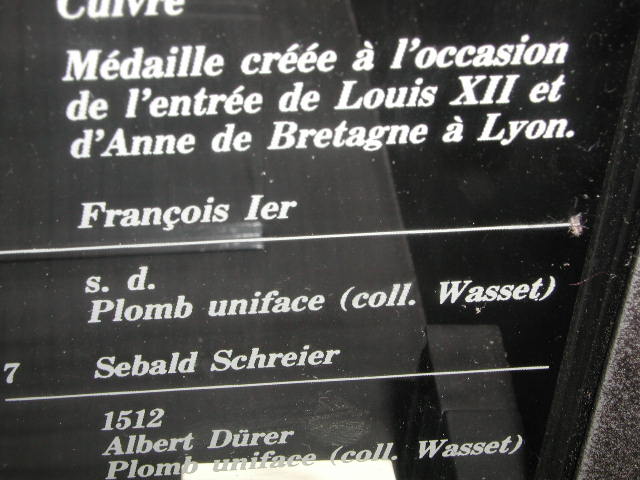 Cuivre
Médaille créée à l'occasion
de l'entrée de Louis XII et
d'Anne de Bretagne à Lyon.
François Ier
s. d.
Plomb uniface (coll. Wasset)
7 Sebald Schreier
1512
Albert Dürer
Plomb uniface (coll. Wasset)